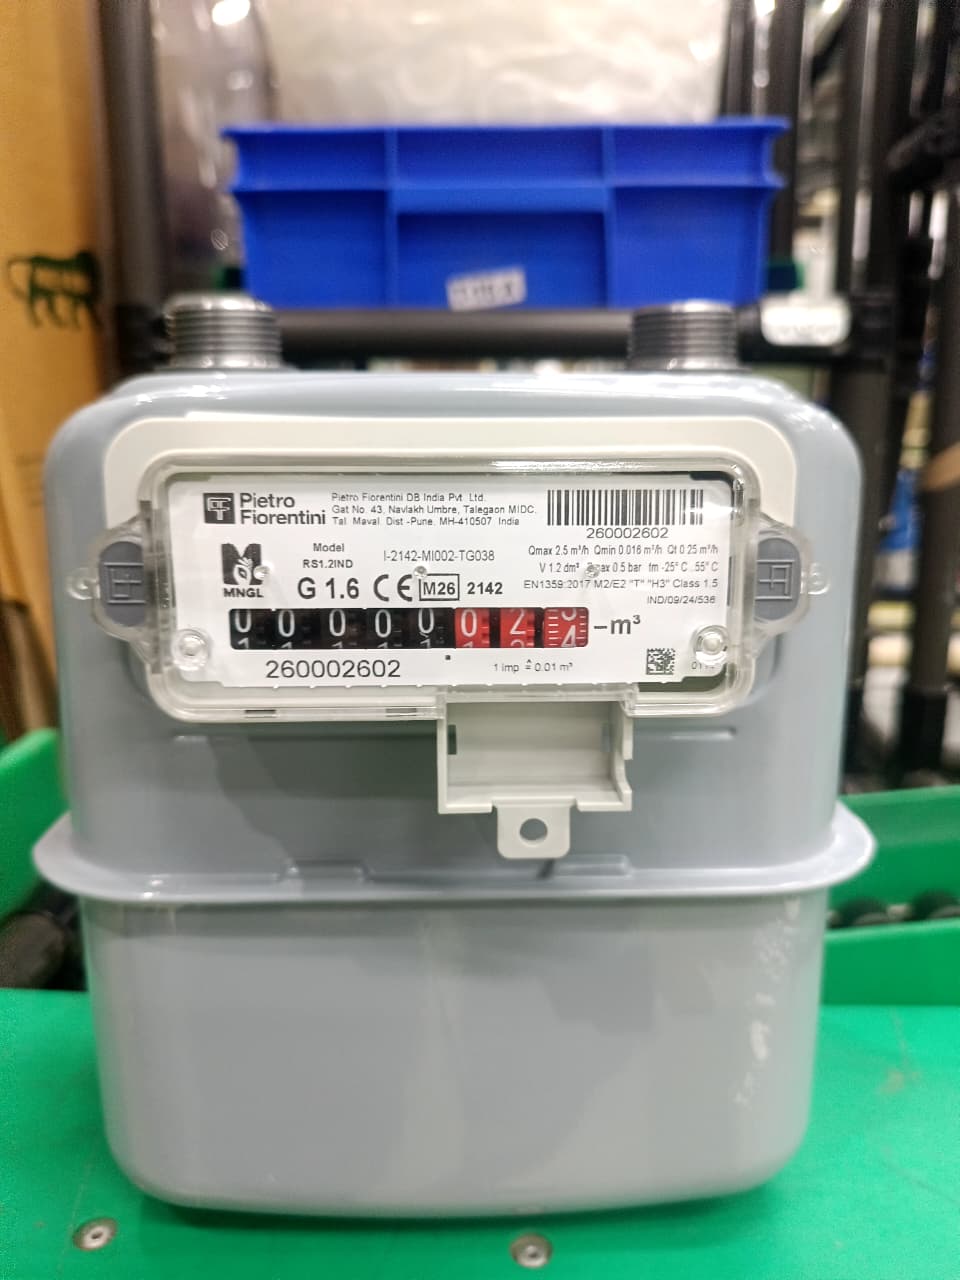 Pietro
Fiorentini
Pietro Fiorentini DB India Pvt. Ltd.
Gat No. 43, Navlakh Umbre, Talegaon MIDC.
Tal. Maval. Dist -Pune. MH-410507 India
260002602
MNGL
Model
RS1.2IND
I-2142-MI002-TG038
G 1.6 CE M26 2142
Qmax 2.5 m³/h Qmin 0.016 m³/h Qt 0.25 m³/h
V 1.2 dm³ 0.5 bar tm -25° C ..55° C
EN1359:2017 M2/E2 "T" "H3" Class 1.5
IND/09/24/536
0 0 0 0 0 0 2 – m³
260002602
1 imp ≙ 0.01 m³